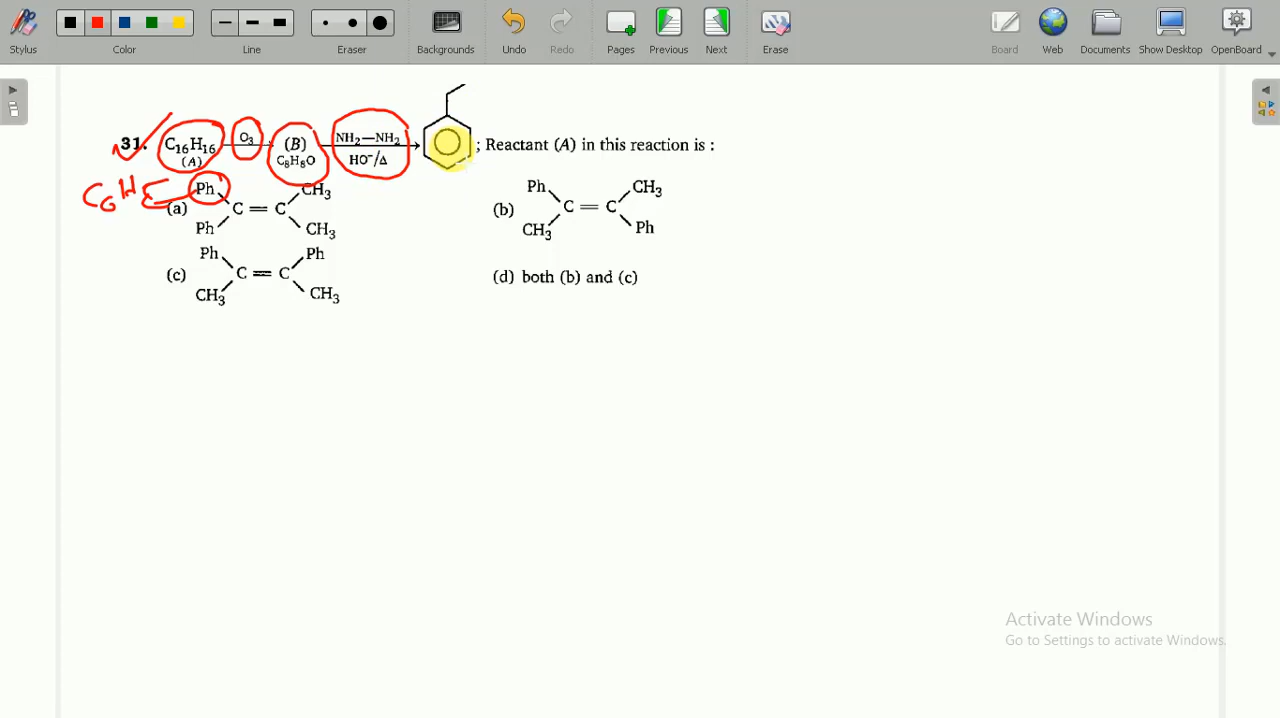 Stylus Color Line Eraser Backgrounds Undo Redo Pages Previous Next Erase Board Web Documents Show Desktop OpenBoard
31. C₁₆H₁₆ (A) O₃ (B) C₈H₈O NH₂—NH₂ HO⁻/Δ ; Reactant (A) in this reaction is :
C₆H₅
(a) Ph Ph C = C CH₃ CH₃
(b) Ph CH₃ C = C CH₃ Ph
(c) Ph CH₃ C = C Ph CH₃
(d) both (b) and (c)
Activate Windows
Go to Settings to activate Windows.